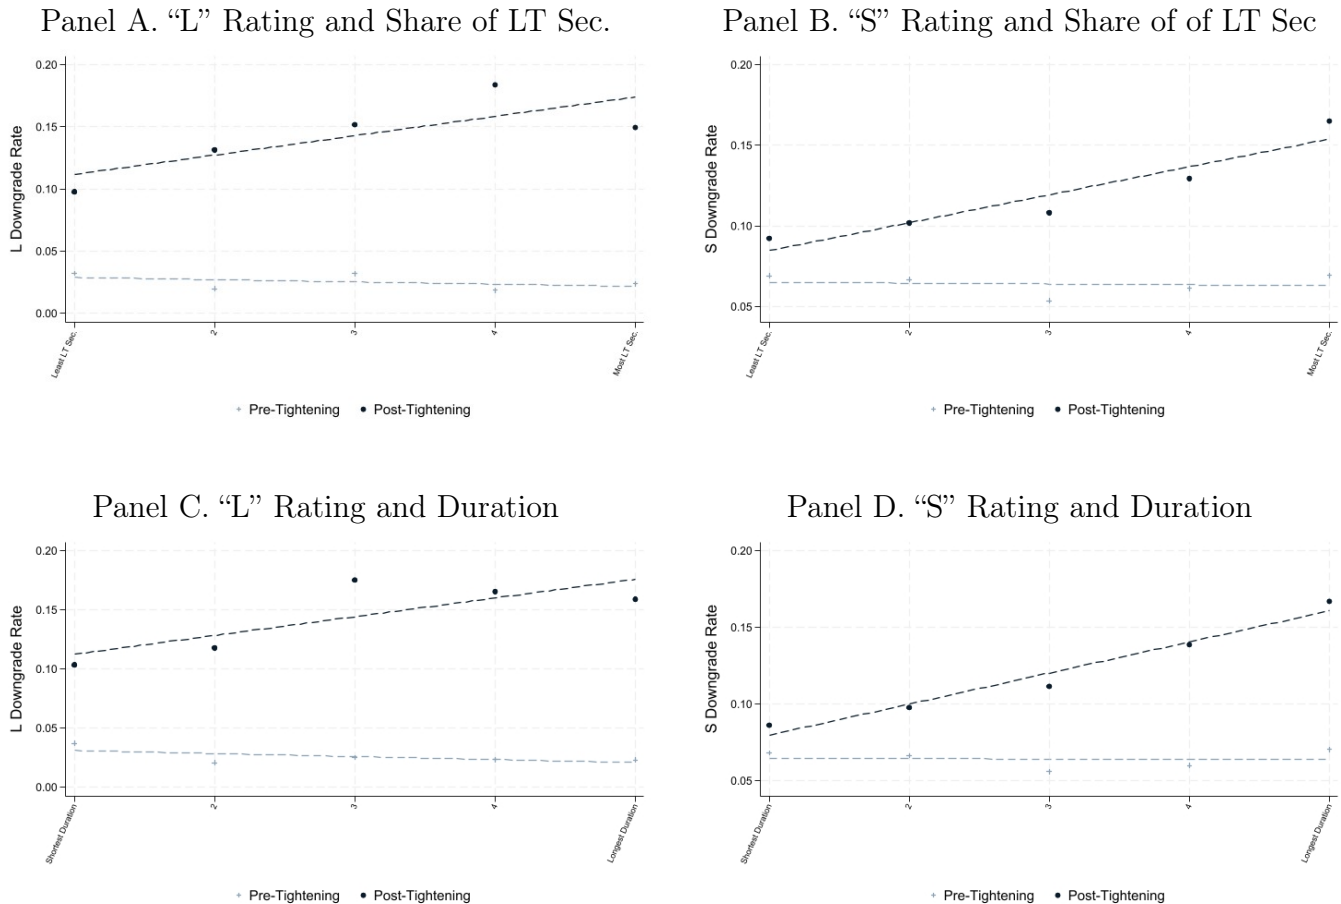 Panel A. “L” Rating and Share of LT Sec.
L Downgrade Rate
0.20
0.15
0.10
0.05
0.00
Least LT Sec.
2
3
4
Most LT Sec.
Pre-Tightening
Post-Tightening
Panel B. “S” Rating and Share of of LT Sec
S Downgrade Rate
0.20
0.15
0.10
0.05
Least LT Sec.
2
3
4
Most LT Sec.
Pre-Tightening
Post-Tightening
Panel C. “L” Rating and Duration
L Downgrade Rate
0.20
0.15
0.10
0.05
0.00
Shortest Duration
2
3
4
Longest Duration
Pre-Tightening
Post-Tightening
Panel D. “S” Rating and Duration
S Downgrade Rate
0.20
0.15
0.10
0.05
Shortest Duration
2
3
4
Longest Duration
Pre-Tightening
Post-Tightening